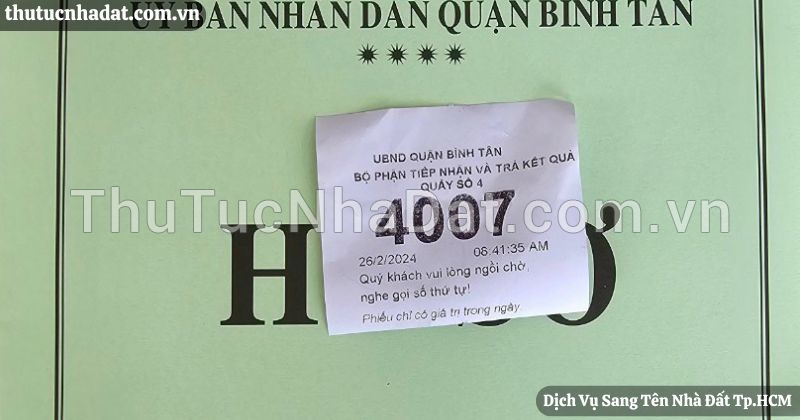 thutucnhadat.com.vn
ỦY BAN NHÂN DÂN QUẬN BÌNH TÂN
UBND QUẬN BÌNH TÂN
BỘ PHẬN TIẾP NHẬN VÀ TRẢ KẾT QUẢ
QUẦY SỐ 4
ThuTucNhaDat.com.vn
4007
26/2/2024 06:41:35 AM
Quý khách vui lòng ngồi chờ,
nghe gọi số thứ tự!
Phiếu chỉ có giá trị trong ngày.
Dịch Vụ Sang Tên Nhà Đất Tp.HCM